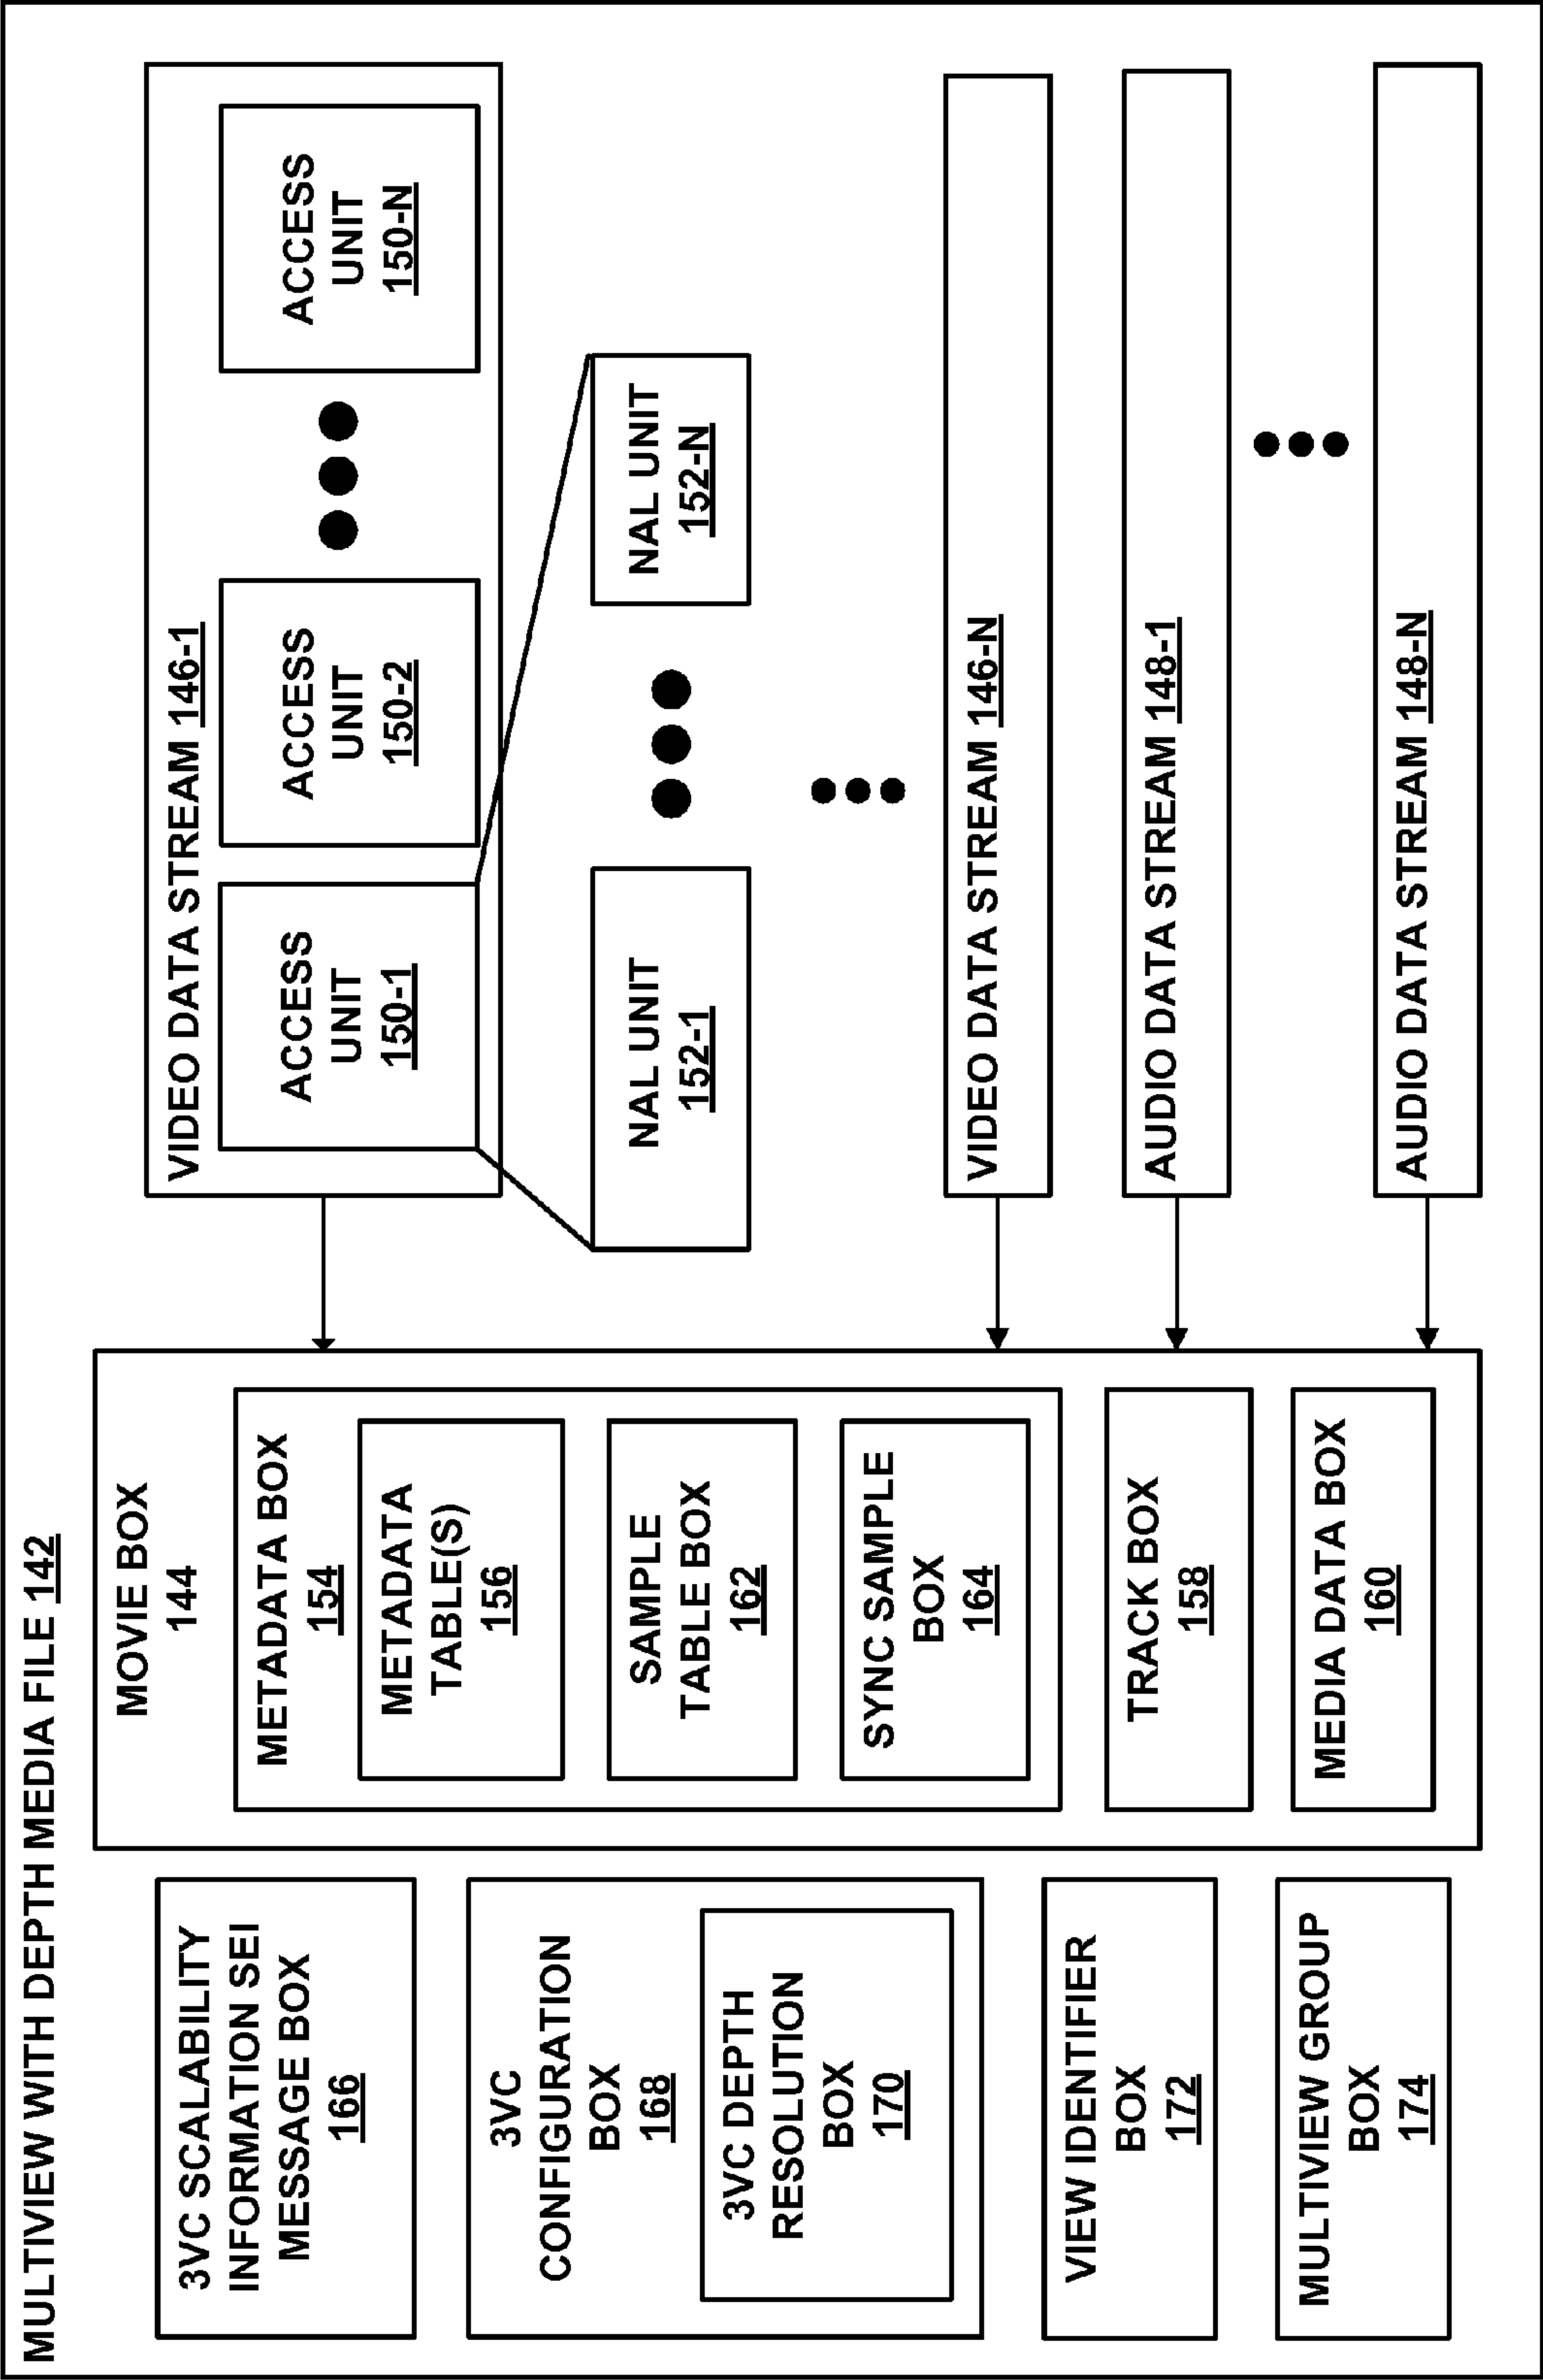 MULTIVIEW WITH DEPTH MEDIA FILE 142
3VC SCALABILITY
INFORMATION SEI
MESSAGE BOX
166
3VC
CONFIGURATION
BOX 168
3VC DEPTH
RESOLUTION
BOX
170
VIEW IDENTIFIER
BOX
172
MULTIVIEW GROUP
BOX
174
MOVIE BOX
144
METADATA BOX
154
METADATA
TABLE(S)
156
SAMPLE
TABLE BOX
162
SYNC SAMPLE
BOX
164
TRACK BOX
158
MEDIA DATA BOX
160
VIDEO DATA STREAM 146-1
ACCESS
UNIT
150-1
ACCESS
UNIT
150-2
ACCESS
UNIT
150-N
NAL UNIT
152-1
NAL UNIT
152-N
VIDEO DATA STREAM 146-N
AUDIO DATA STREAM 148-1
AUDIO DATA STREAM 148-N